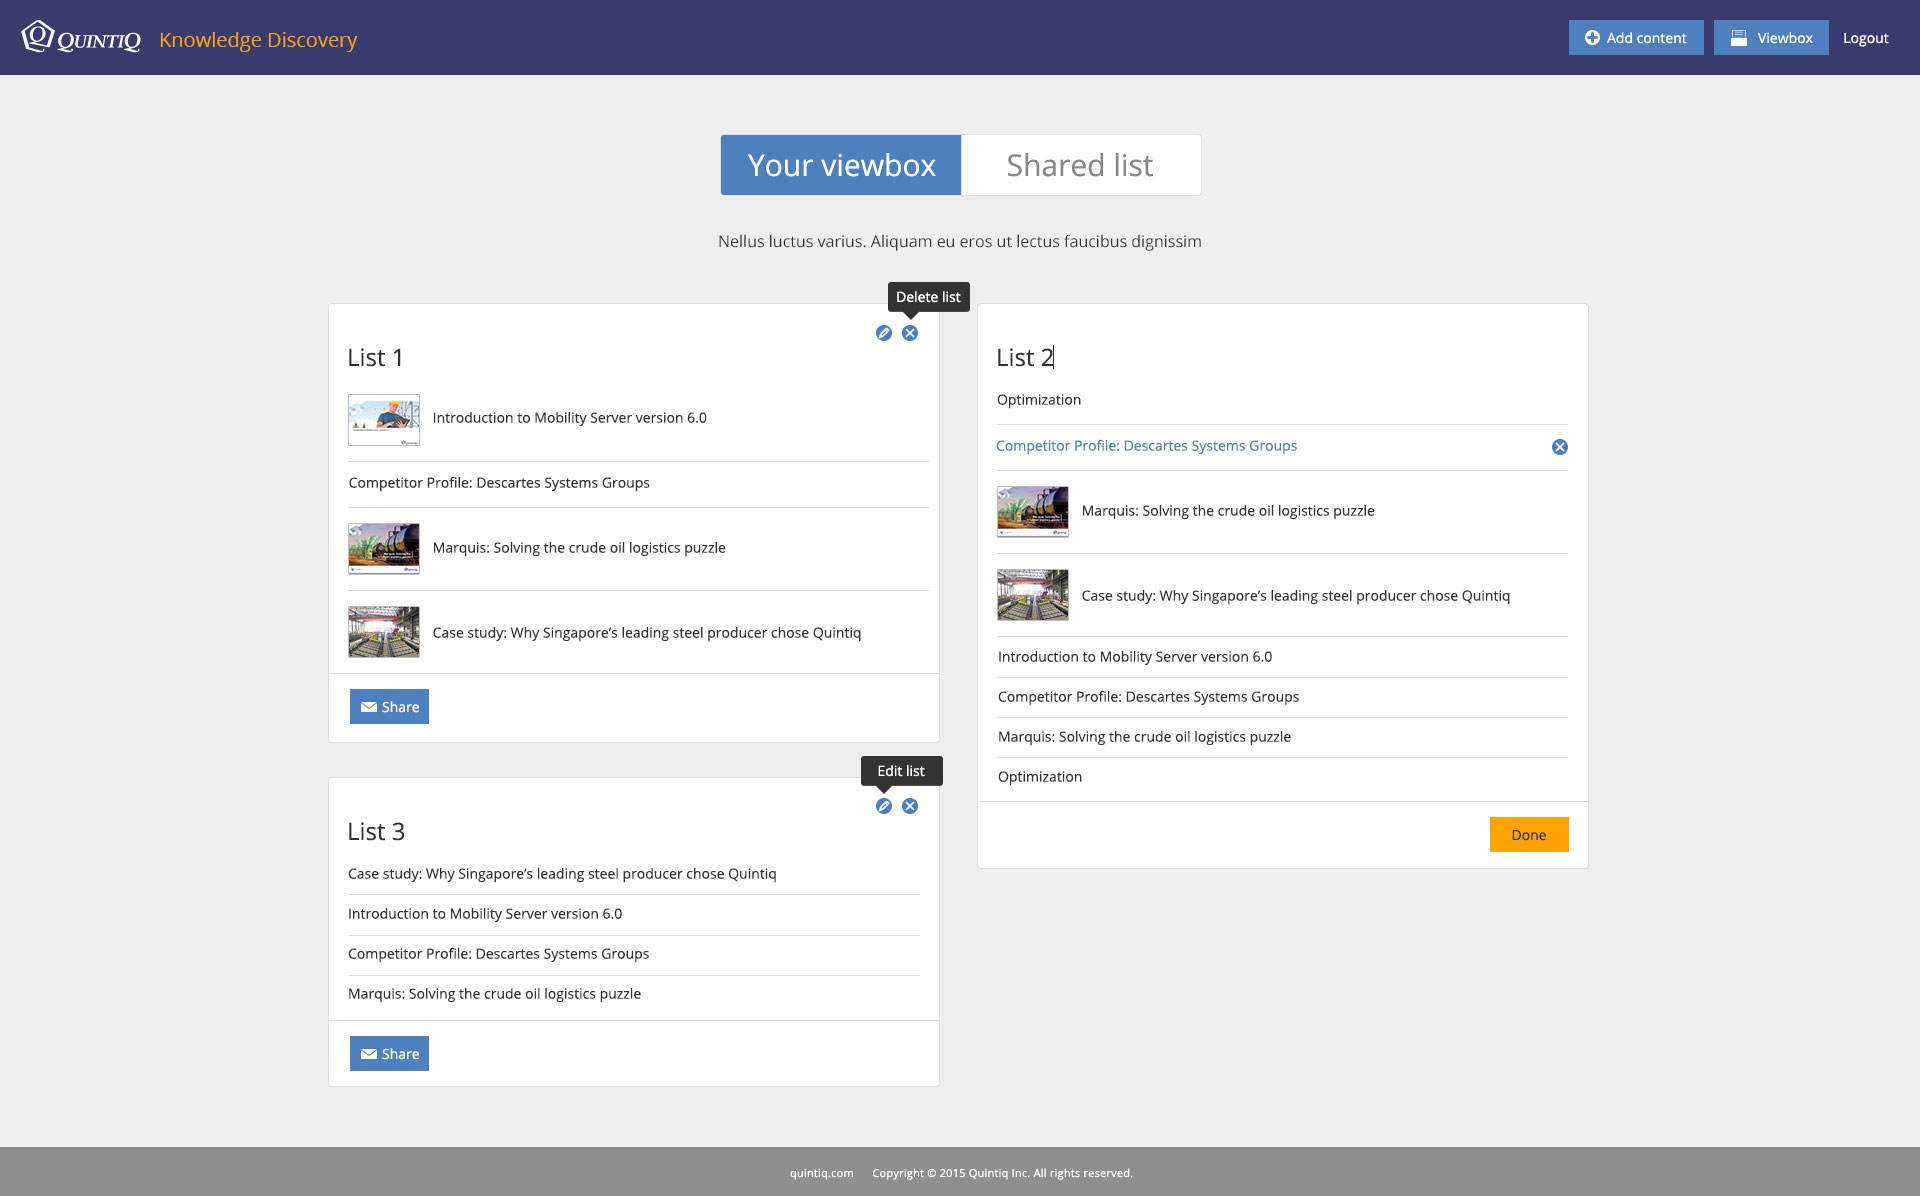 QUINTIQ Knowledge Discovery
Add content
Viewbox
Logout
Your viewbox
Shared list
Nellus luctus varius. Aliquam eu eros ut lectus faucibus dignissim
Delete list
List 1
Introduction to Mobility Server version 6.0
Competitor Profile: Descartes Systems Groups
Marquis: Solving the crude oil logistics puzzle
Case study: Why Singapore’s leading steel producer chose Quintiq
Share
Edit list
List 3
Case study: Why Singapore’s leading steel producer chose Quintiq
Introduction to Mobility Server version 6.0
Competitor Profile: Descartes Systems Groups
Marquis: Solving the crude oil logistics puzzle
Share
List 2
Optimization
Competitor Profile: Descartes Systems Groups
Marquis: Solving the crude oil logistics puzzle
Case study: Why Singapore’s leading steel producer chose Quintiq
Introduction to Mobility Server version 6.0
Competitor Profile: Descartes Systems Groups
Marquis: Solving the crude oil logistics puzzle
Optimization
Done
quintiq.com
Copyright © 2015 Quintiq Inc. All rights reserved.